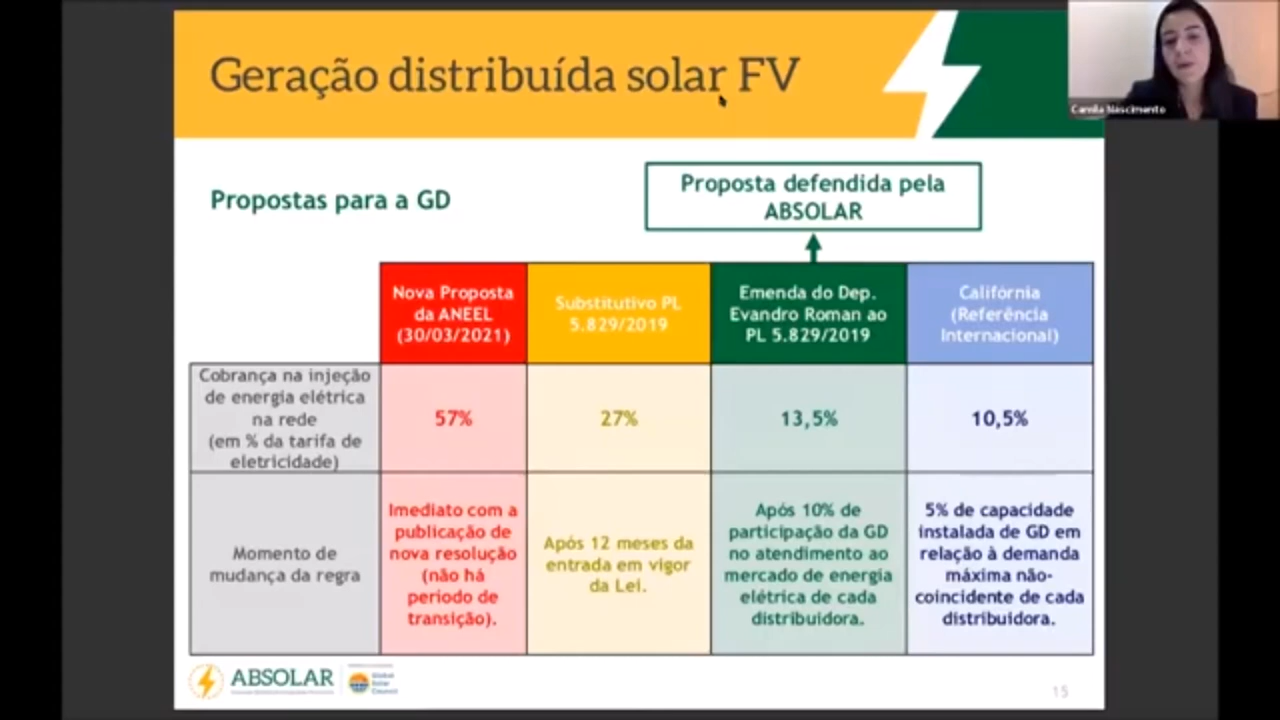 Geração distribuída solar FV
Camila Nascimento
Propostas para a GD
Proposta defendida pela
ABSOLAR
Nova Proposta
da ANEEL
(30/03/2021)
Substitutivo PL
5.829/2019
Emenda do Dep.
Evandro Roman ao
PL 5.829/2019
Califórnia
(Referência
Internacional)
Cobrança na injeção
de energia elétrica
na rede
(em % da tarifa de
eletricidade)
57%
27%
13,5%
10,5%
Momento de
mudança da regra
Imediato com a
publicação de
nova resolução
(não há
período de
transição).
Após 12 meses da
entrada em vigor
da Lei.
Após 10% de
participação da GD
no atendimento ao
mercado de energia
elétrica de cada
distribuidora.
5% de capacidade
instalada de GD em
relação à demanda
máxima não-
coincidente de cada
distribuidora.
ABSOLAR
Global
Solar
Council
15